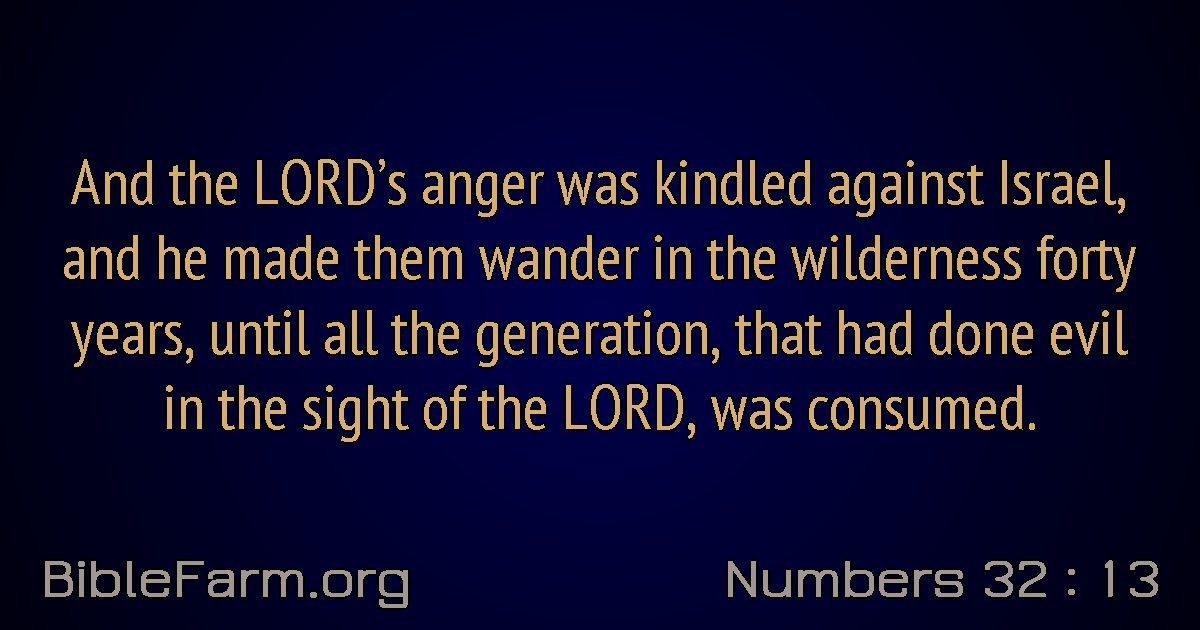 And the LORD’s anger was kindled against Israel,
and he made them wander in the wilderness forty
years, until all the generation, that had done evil
in the sight of the LORD, was consumed.
BibleFarm.org
Numbers 32 : 13